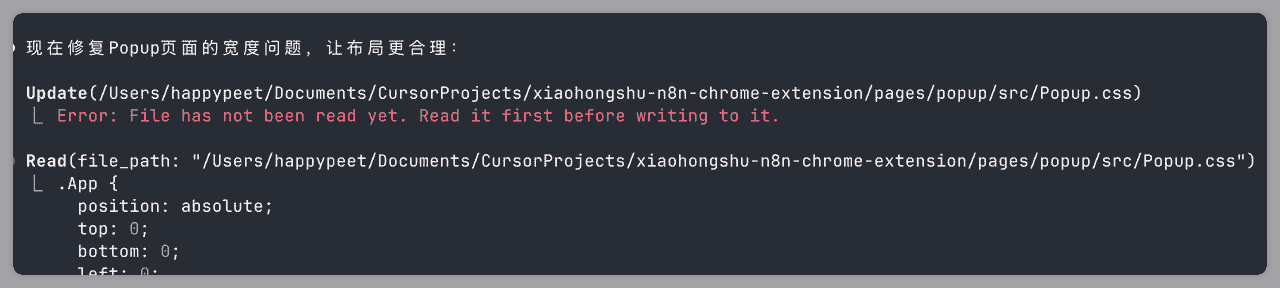 现在修复Popup页面的宽度问题，让布局更合理：
Update(/Users/happypeet/Documents/CursorProjects/xiaohongshu-n8n-chrome-extension/pages/popup/src/Popup.css)
⎿ Error: File has not been read yet. Read it first before writing to it.
Read(file_path: "/Users/happypeet/Documents/CursorProjects/xiaohongshu-n8n-chrome-extension/pages/popup/src/Popup.css")
⎿ .App {
position: absolute;
top: 0;
bottom: 0;
left: 0;